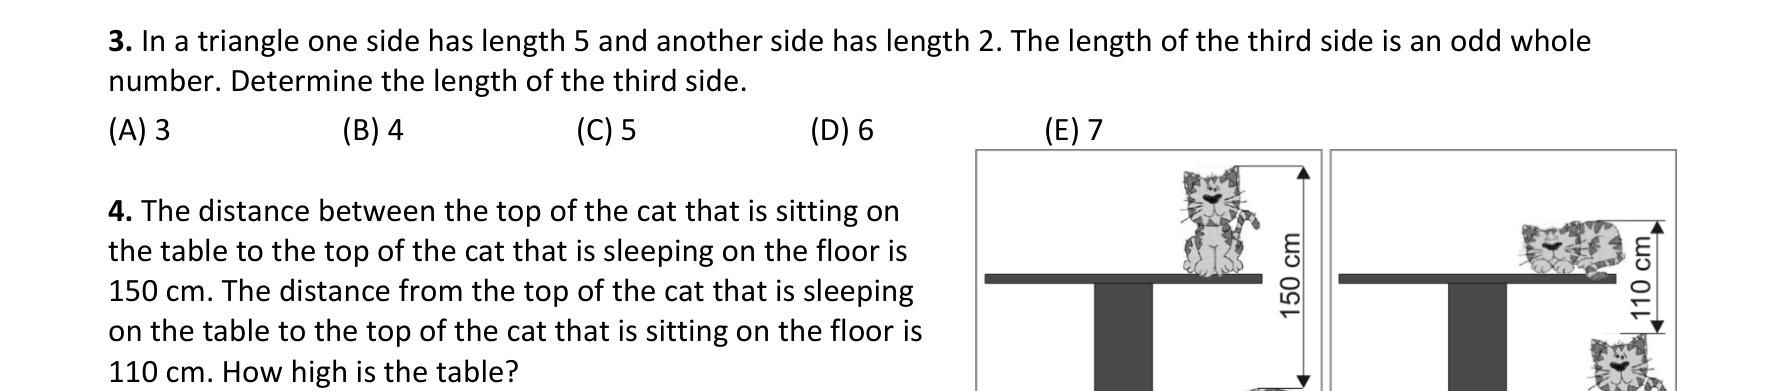 3. In a triangle one side has length 5 and another side has length 2. The length of the third side is an odd whole
number. Determine the length of the third side.
(A) 3 (B) 4 (C) 5 (D) 6 (E) 7
4. The distance between the top of the cat that is sitting on
the table to the top of the cat that is sleeping on the floor is
150 cm. The distance from the top of the cat that is sleeping
on the table to the top of the cat that is sitting on the floor is
110 cm. How high is the table?
150 cm
110 cm